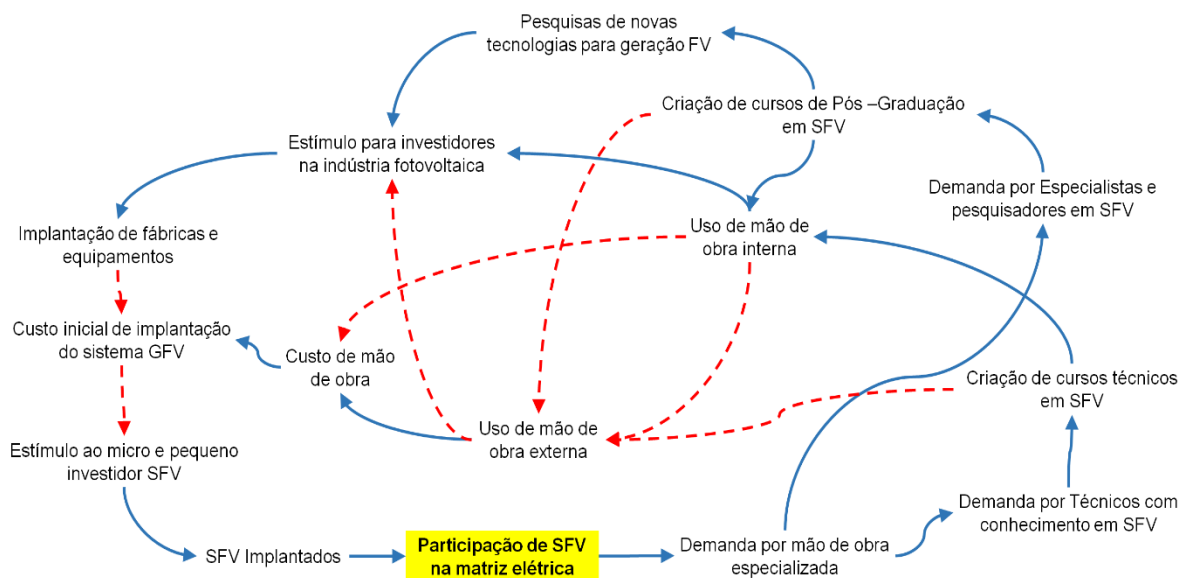 Pesquisas de novas
tecnologias para geração FV
Criação de cursos de Pós –Graduação
em SFV
Estímulo para investidores
na indústria fotovoltaica
Demanda por Especialistas e
pesquisadores em SFV
Implantação de fábricas e
equipamentos
Uso de mão de
obra interna
Custo inicial de implantação
do sistema GFV
Custo de mão
de obra
Criação de cursos técnicos
em SFV
Uso de mão de
obra externa
Estímulo ao micro e pequeno
investidor SFV
Demanda por Técnicos com
conhecimento em SFV
SFV Implantados
Participação de SFV
na matriz elétrica
Demanda por mão de obra
especializada